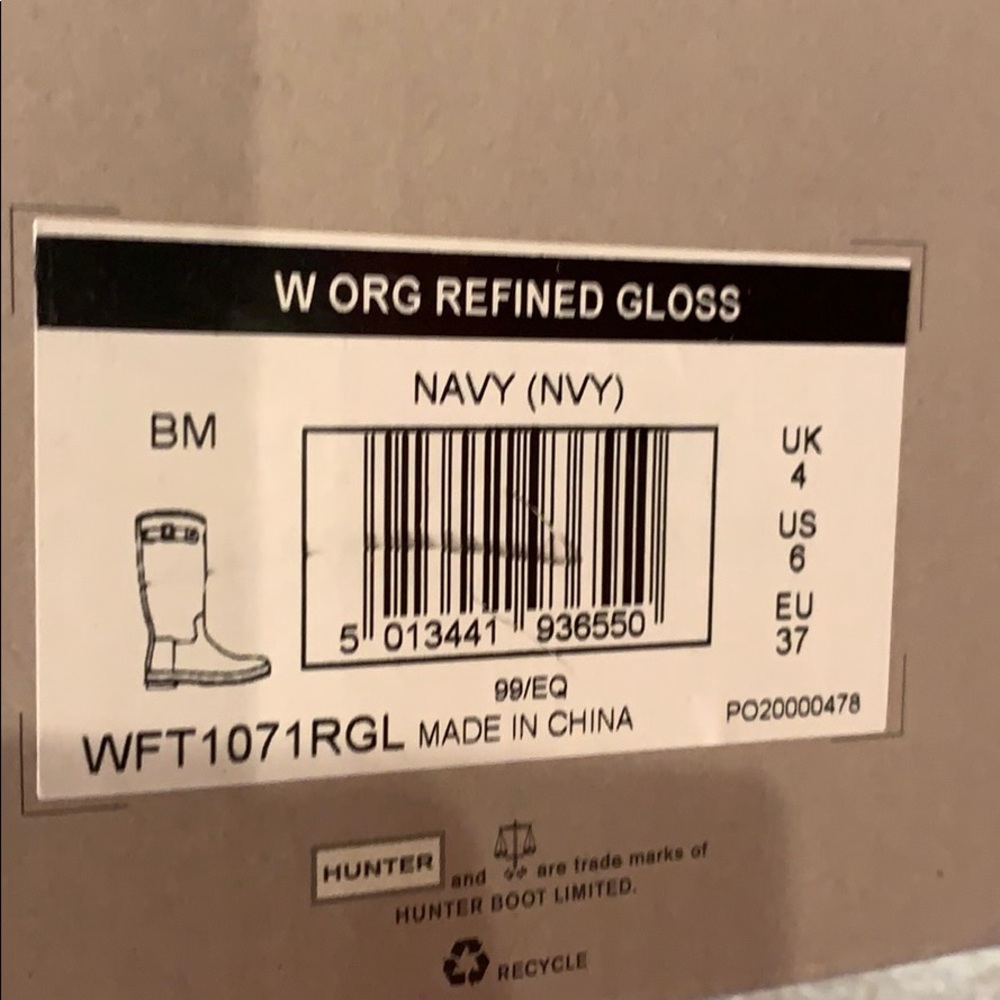 W ORG REFINED GLOSS
NAVY (NVY)
BM
UK
4
US
6
EU
37
5 013441 936550
99/EQ
WFT1071RGL MADE IN CHINA
PO20000478
HUNTER and are trade marks of
HUNTER BOOT LIMITED.
RECYCLE